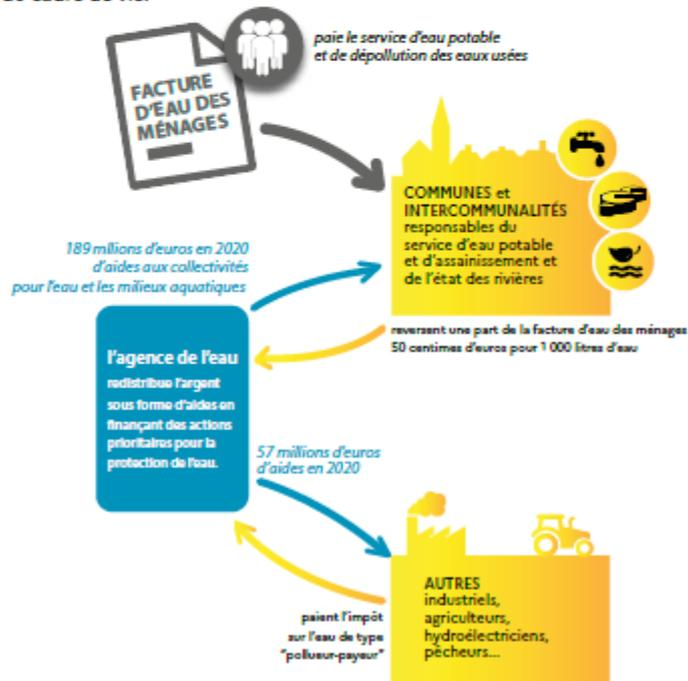 paie le service d'eau potable
et de dépollution des eaux usées
FACTURE
D'EAU DES
MÉNAGES
COMMUNES et
INTERCOMMUNALITÉS
responsables du
service d'eau potable
et d'assainissement et
de l'état des rivières
189 millions d'euros en 2020
d'aides aux collectivités
pour l'eau et les milieux aquatiques
reversent une part de la facture d'eau des ménages
50 centimes d'euros pour 1 000 litres d'eau
l'agence de l'eau
redistribue l'argent
sous forme d'aides en
finançant des actions
prioritaires pour la
protection de l'eau.
57 millions d'euros
d'aides en 2020
AUTRES
industriels,
agriculteurs,
hydroélectriciens,
pêcheurs...
paient l'impôt
sur l'eau de type
"pollueur-payeur"